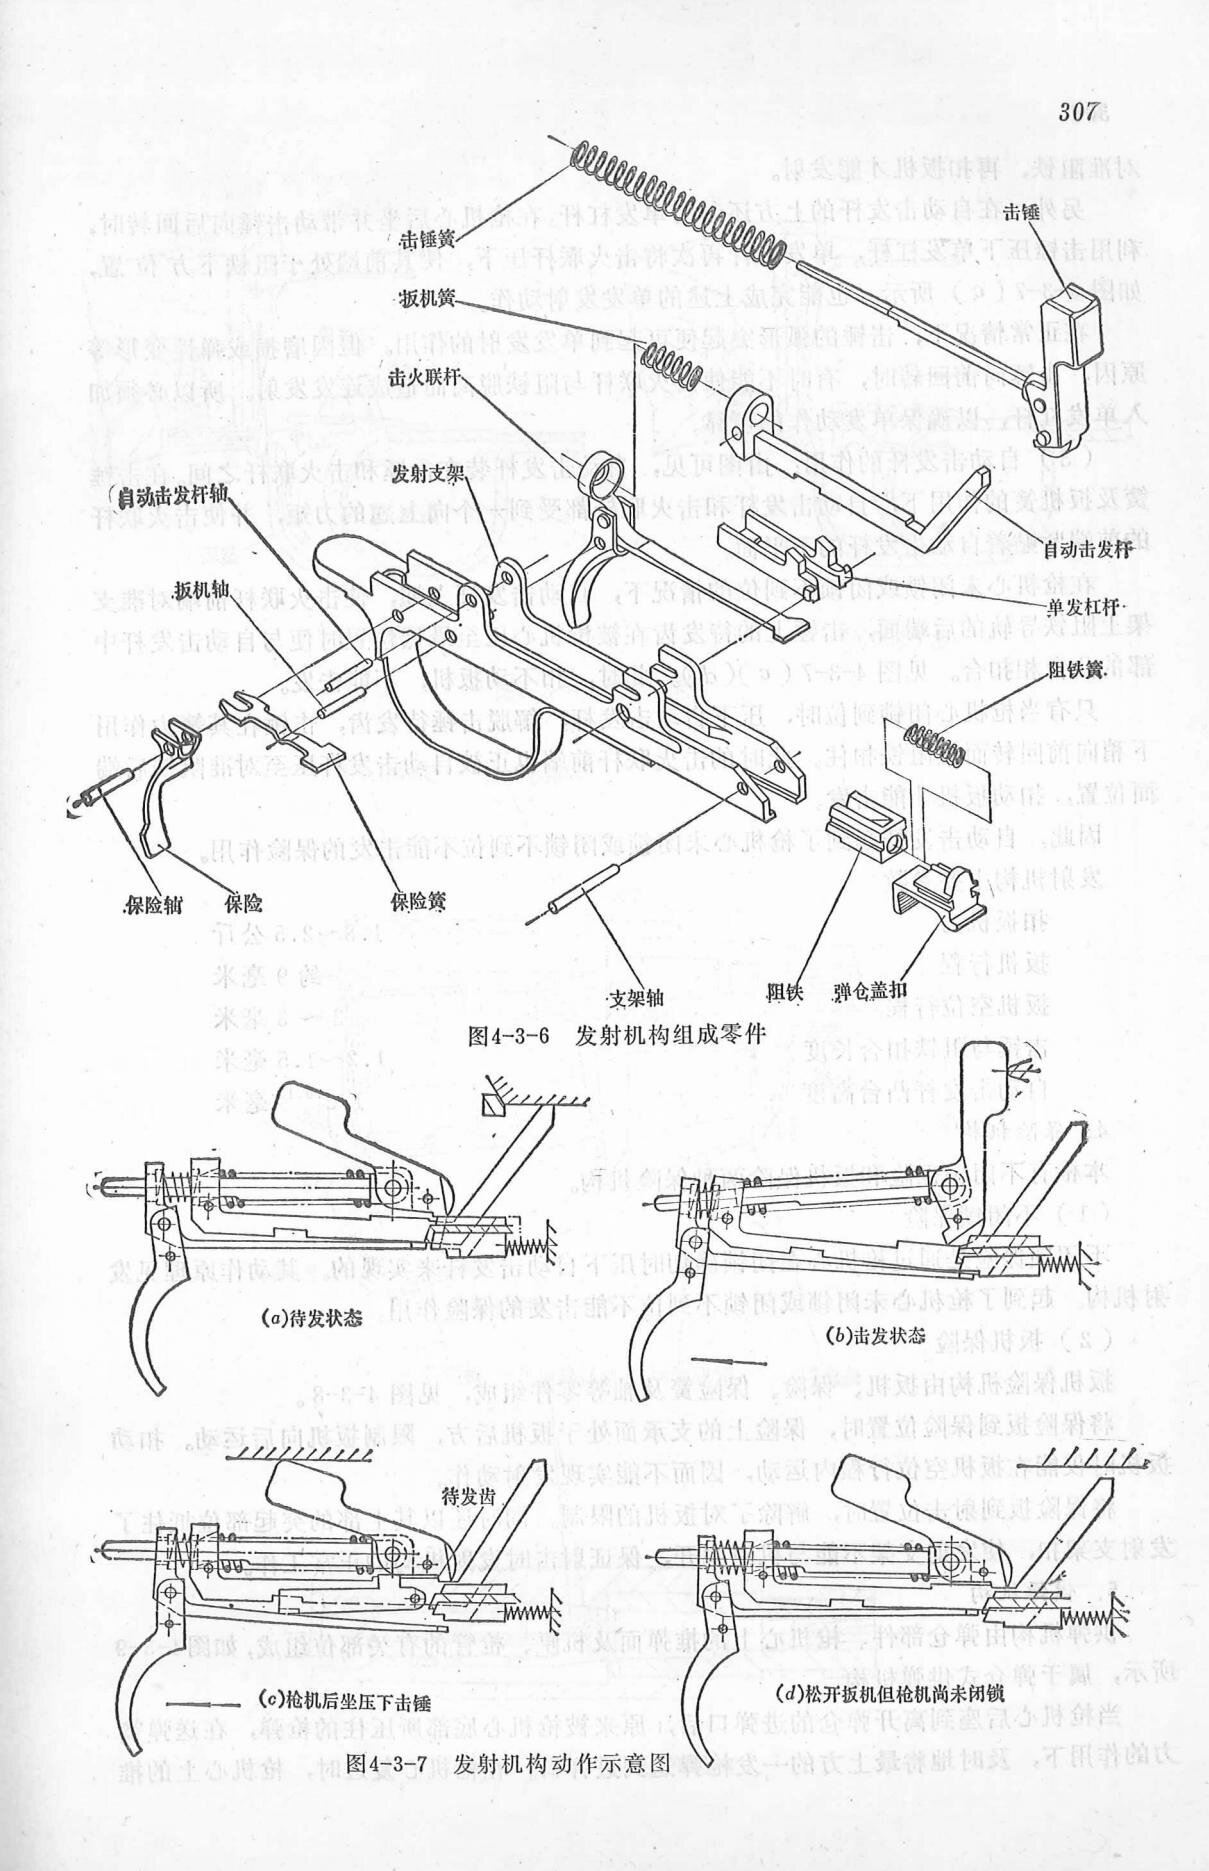 307
击锤
击锤簧
扳机簧
击火联杆
发射支架
自动击发杆轴
扳机轴
自动击发杆
单发杠杆
阻铁簧
保险轴
保险
保险簧
支架轴
阻铁
弹仓盖扣
图4-3-6 发射机构组成零件
(a)待发状态
(b)击发状态
待发齿
(c)枪机后坐压下击锤
(d)松开扳机但枪机尚未闭锁
图4-3-7 发射机构动作示意图